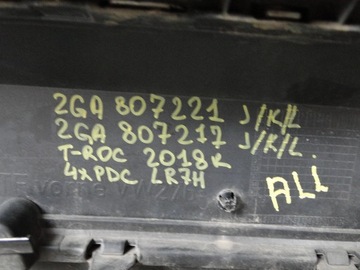 2GA 807221 J/K/L
2GA 807217 J/K/L.
T-ROC 2018R
4xPDC LR7H
ALL